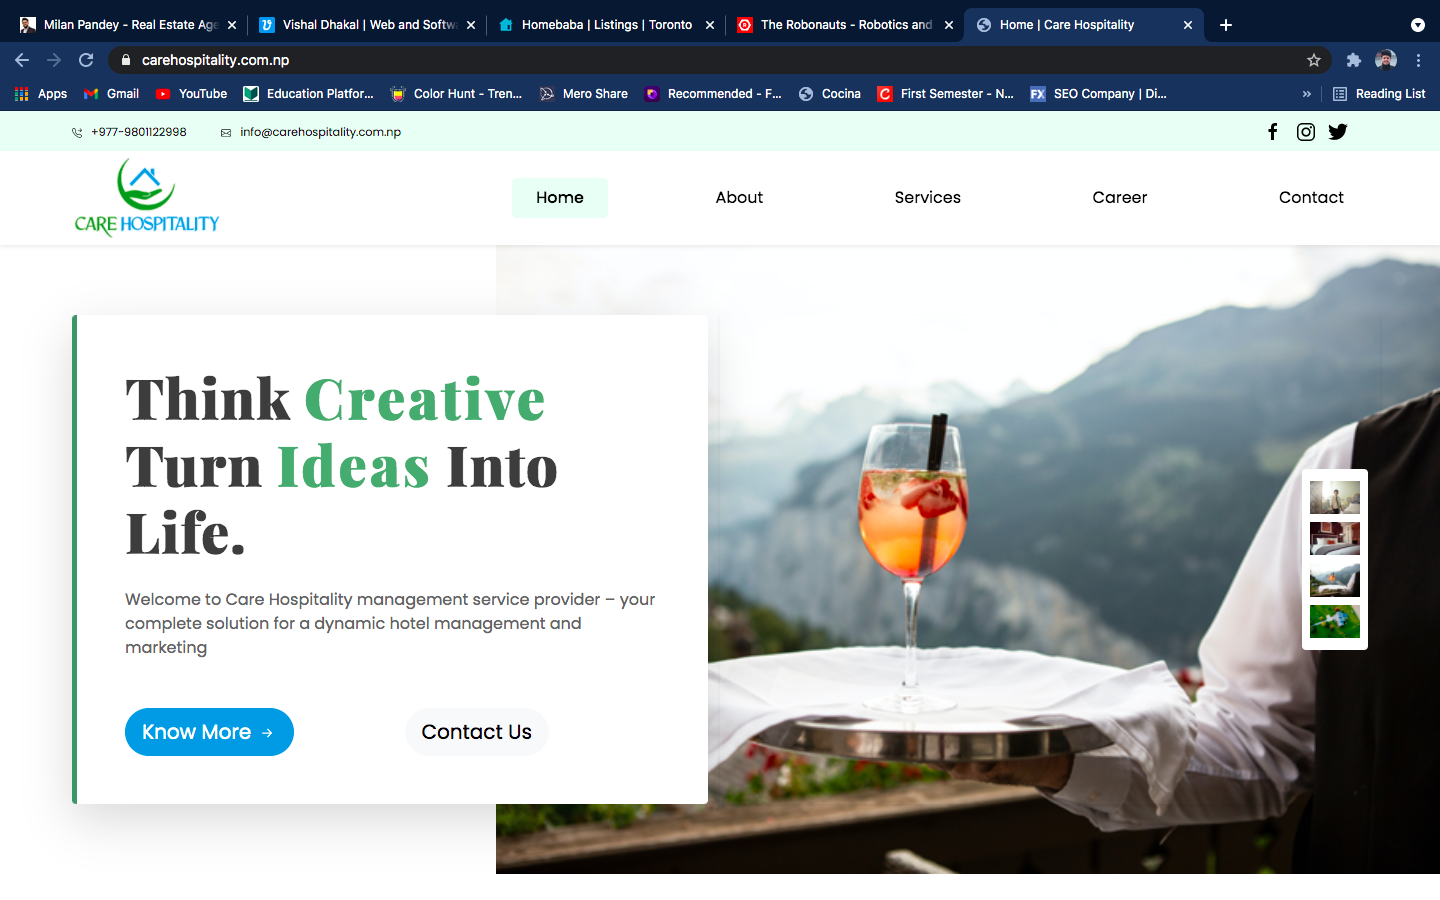 Milan Pandey - Real Estate Age
Vishal Dhakal | Web and Softw
Homebaba | Listings | Toronto
The Robonauts - Robotics and
Home | Care Hospitality
carehospitality.com.np
Apps
Gmail
YouTube
Education Platfor...
Color Hunt - Tren...
Mero Share
Recommended - F...
Cocina
First Semester - N...
FX
SEO Company | Di...
»
Reading List
+977-9801122998
info@carehospitality.com.np
CARE HOSPITALITY
Home
About
Services
Career
Contact
Think Creative
Turn Ideas Into
Life.
Welcome to Care Hospitality management service provider – your
complete solution for a dynamic hotel management and
marketing
Know More →
Contact Us